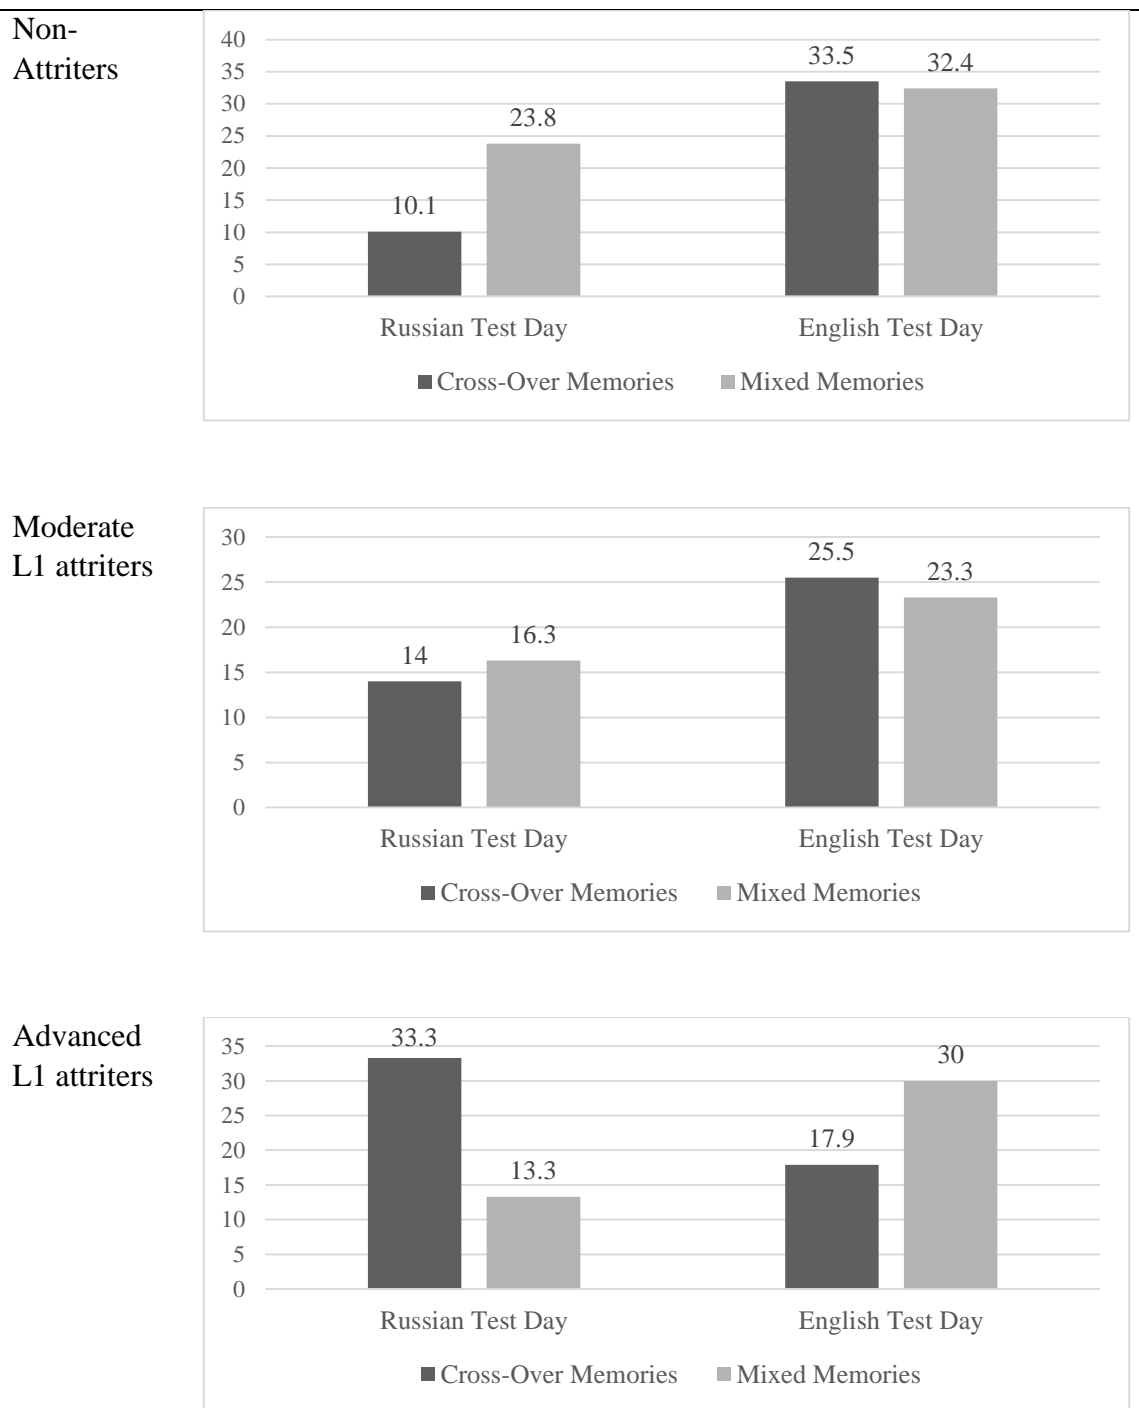 Non-
Attriters
40
35
30
25
20
15
10
5
0
10.1
23.8
33.5
32.4
Russian Test Day
English Test Day
Cross-Over Memories
Mixed Memories
Moderate
L1 attriters
30
25
20
15
10
5
0
14
16.3
25.5
23.3
Russian Test Day
English Test Day
Cross-Over Memories
Mixed Memories
Advanced
L1 attriters
35
30
25
20
15
10
5
0
33.3
13.3
17.9
30
Russian Test Day
English Test Day
Cross-Over Memories
Mixed Memories